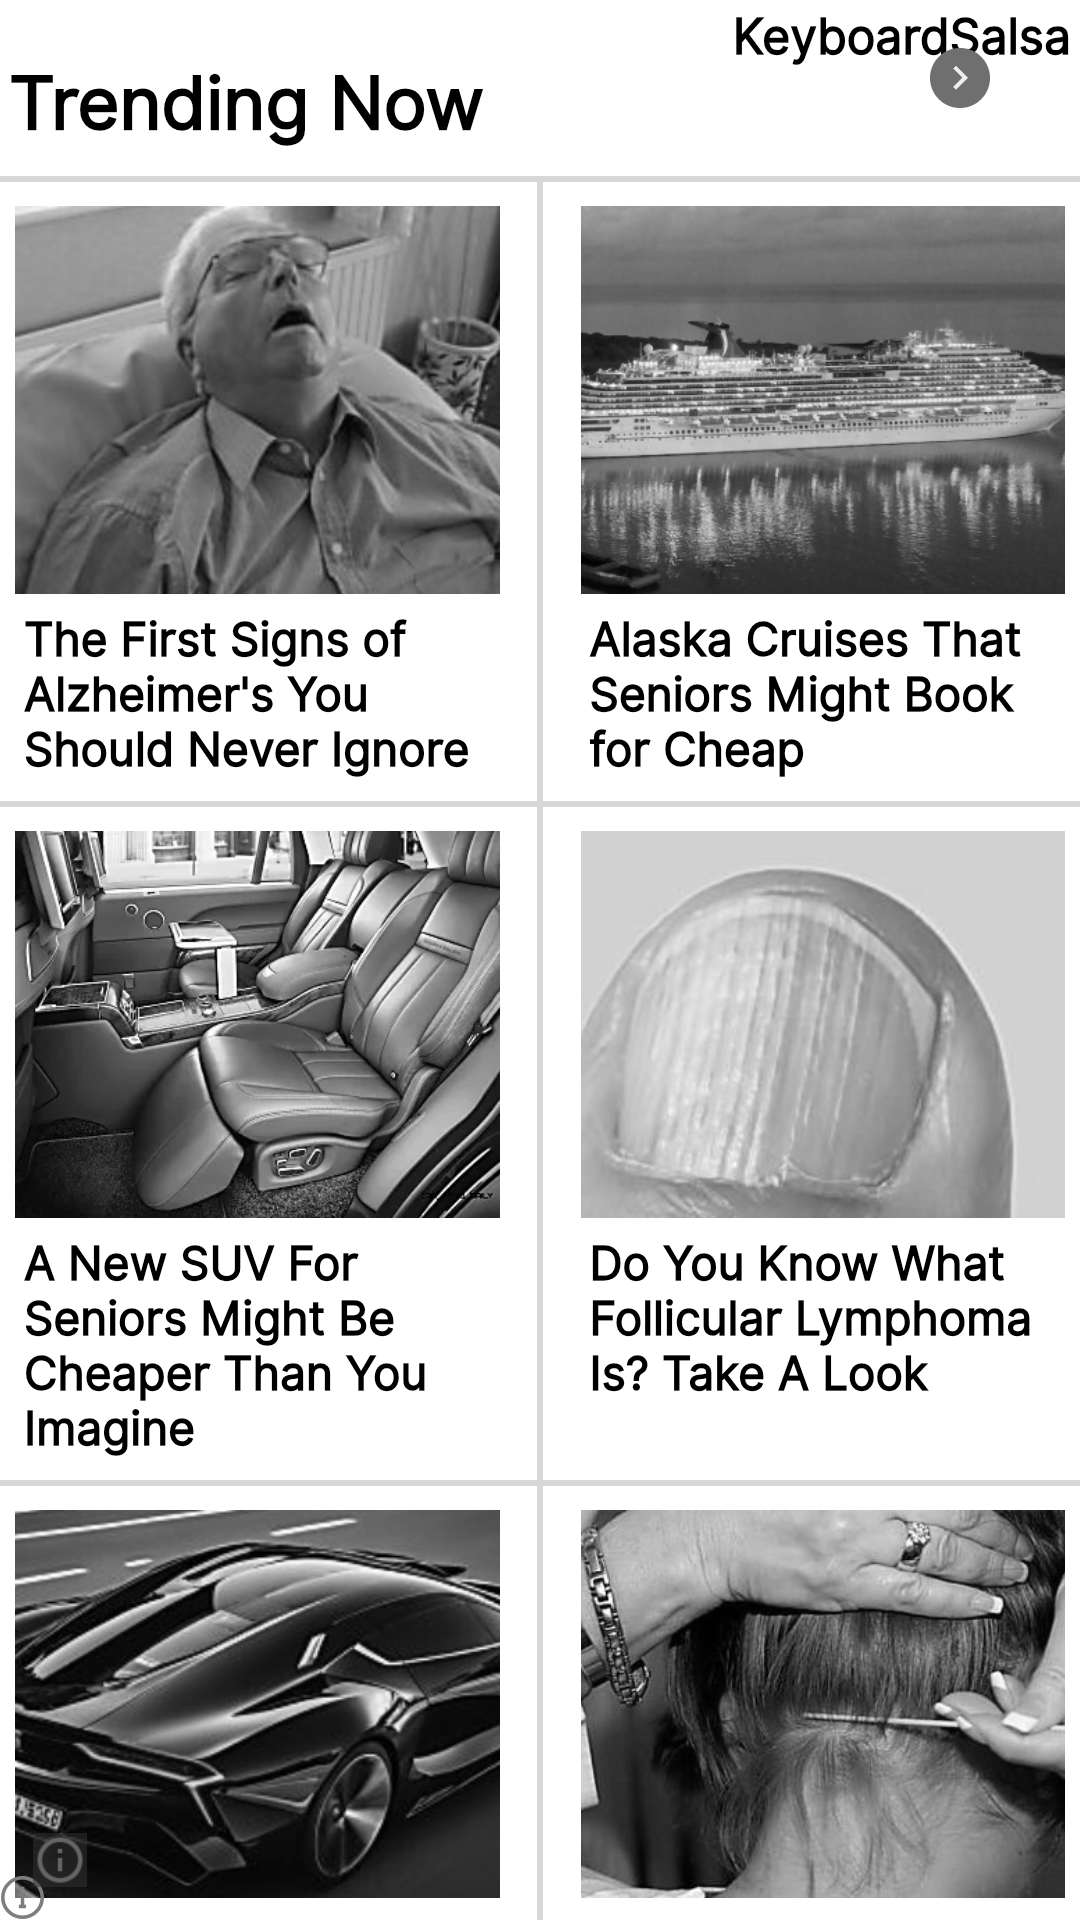 KeyboardSalsa
Trending Now
The First Signs of
Alzheimer's You
Should Never Ignore
Alaska Cruises That
Seniors Might Book
for Cheap
A New SUV For
Seniors Might Be
Cheaper Than You
Imagine
Do You Know What
Follicular Lymphoma
Is? Take A Look